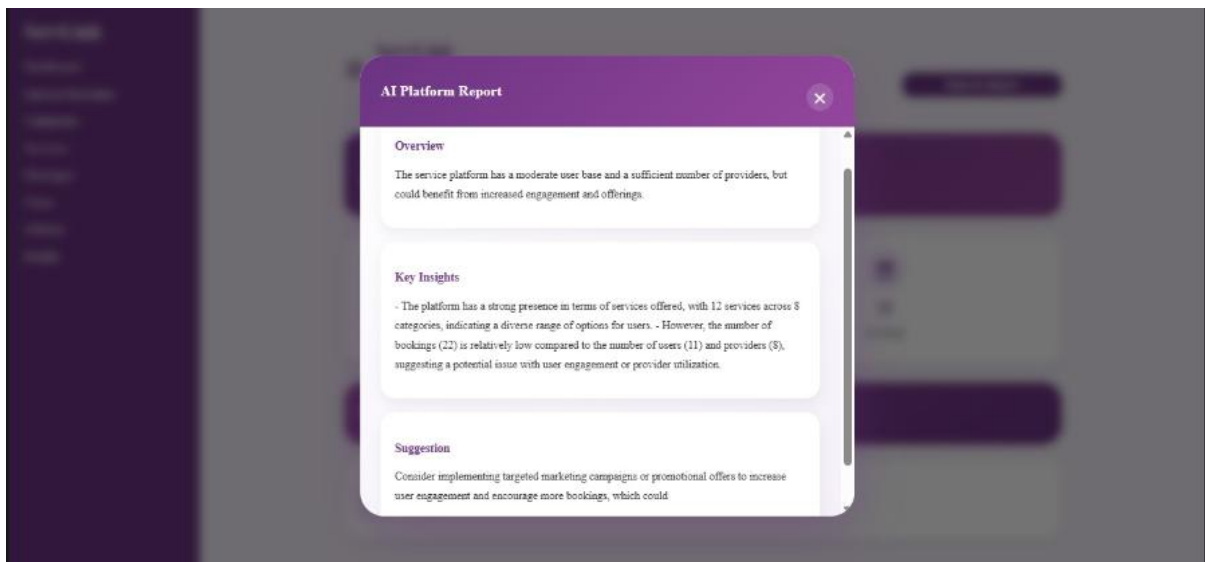 AI Platform Report
Overview
The service platform has a moderate user base and a sufficient number of providers, but
could benefit from increased engagement and offerings.
Key Insights
- The platform has a strong presence in terms of services offered, with 12 services across 8
categories, indicating a diverse range of options for users. - However, the number of
bookings (22) is relatively low compared to the number of users (11) and providers (8),
suggesting a potential issue with user engagement or provider utilization.
Suggestion
Consider implementing targeted marketing campaigns or promotional offers to increase
user engagement and encourage more bookings, which could